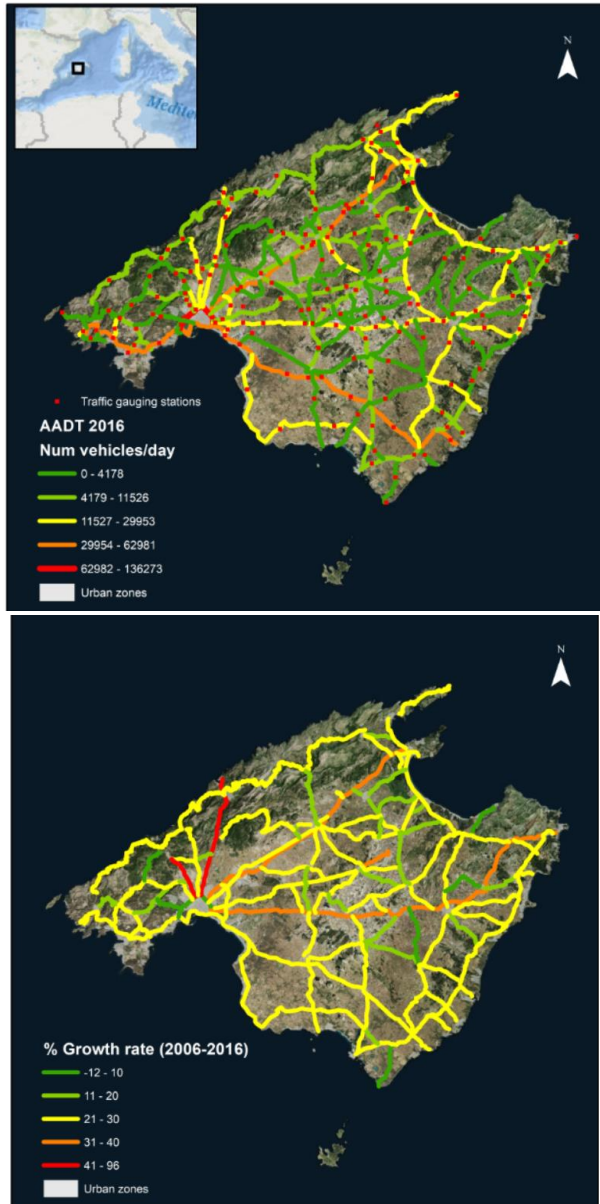 N
Mediter
Traffic gauging stations
AADT 2016
Num vehicles/day
0 - 4178
4179 - 11526
11527 - 29953
29954 - 62981
62982 - 136273
Urban zones
N
% Growth rate (2006-2016)
-12 - 10
11 - 20
21 - 30
31 - 40
41 - 96
Urban zones